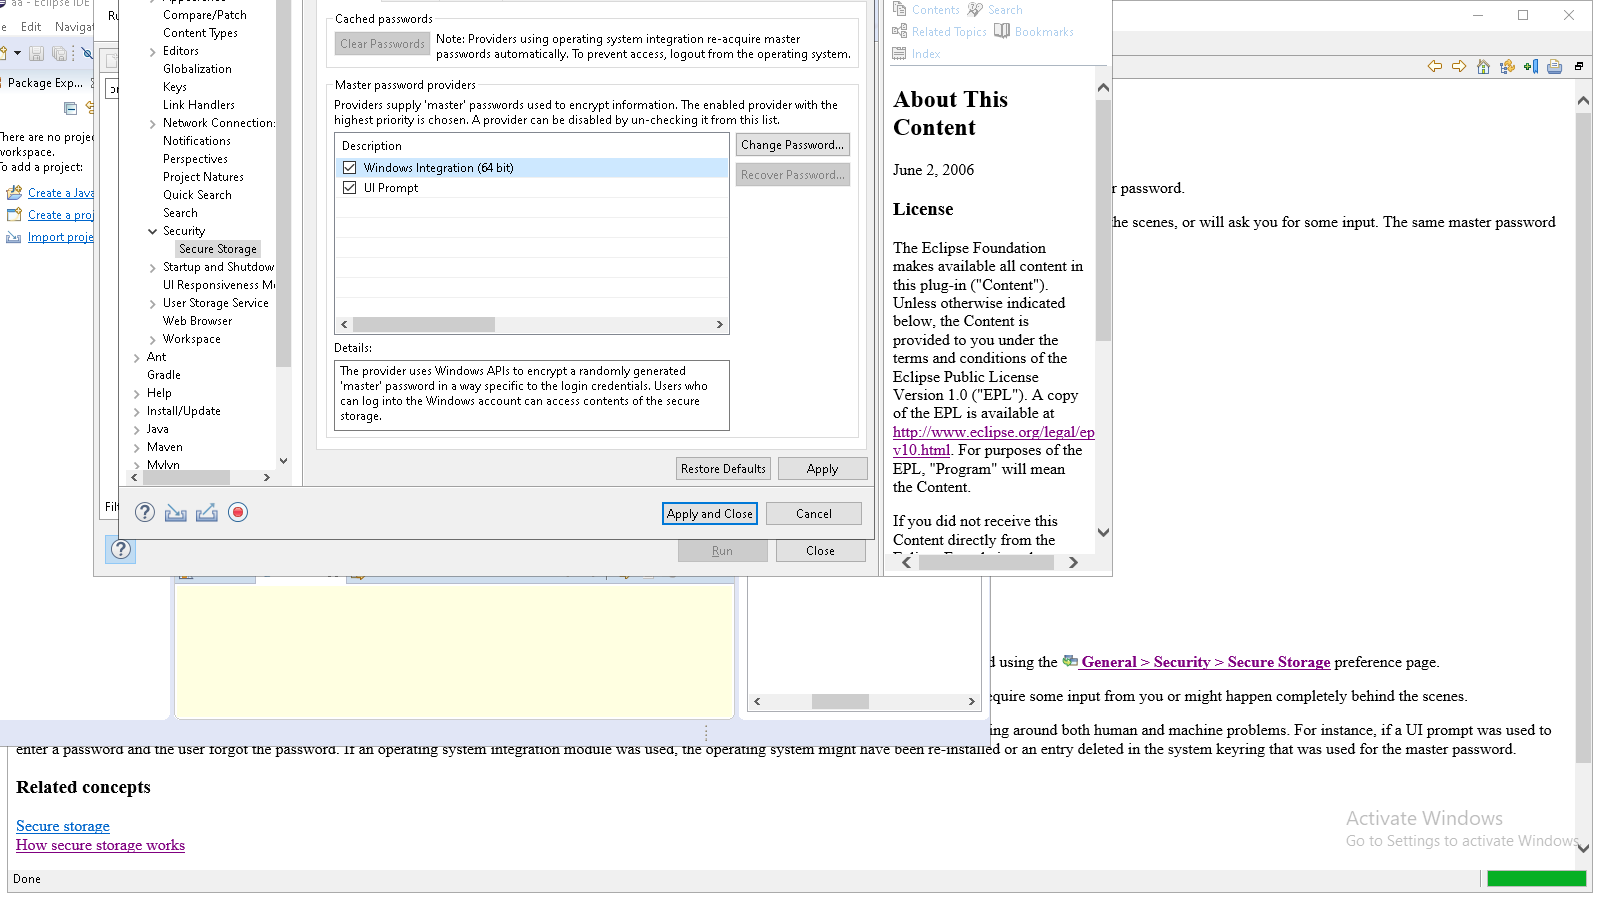 aa - Eclipse IDE
Edit
Naviga
Package Exp...
There are no proje
workspace.
To add a project:
Create a Java
Create a proj
Import proje
Compare/Patch
Content Types
Editors
Globalization
Keys
Link Handlers
Network Connection:
Notifications
Perspectives
Project Natures
Quick Search
Search
Security
Secure Storage
Startup and Shutdow
UI Responsiveness M
User Storage Service
Web Browser
Workspace
Ant
Gradle
Help
Install/Update
Java
Maven
Mylyn
Cached passwords
Clear Passwords
Note: Providers using operating system integration re-acquire master
passwords automatically. To prevent access, logout from the operating system.
Master password providers
Providers supply 'master' passwords used to encrypt information. The enabled provider with the
highest priority is chosen. A provider can be disabled by un-checking it from this list.
Description
Windows Integration (64 bit)
UI Prompt
Change Password...
Recover Password...
Details:
The provider uses Windows APIs to encrypt a randomly generated
'master' password in a way specific to the login credentials. Users who
can log into the Windows account can access contents of the secure
storage.
Restore Defaults
Apply
Apply and Close
Cancel
Run
Close
Contents
Search
Related Topics
Bookmarks
Index
About This
Content
June 2, 2006
License
The Eclipse Foundation
makes available all content in
this plug-in ("Content").
Unless otherwise indicated
below, the Content is
provided to you under the
terms and conditions of the
Eclipse Public License
Version 1.0 ("EPL"). A copy
of the EPL is available at
http://www.eclipse.org/legal/ep
v10.html. For purposes of the
EPL, "Program" will mean
the Content.
If you did not receive this
Content directly from the
r password.
the scenes, or will ask you for some input. The same master password
d using the General > Security > Secure Storage preference page.
equire some input from you or might happen completely behind the scenes.
ing around both human and machine problems. For instance, if a UI prompt was used to
enter a password and the user forgot the password. If an operating system integration module was used, the operating system might have been re-installed or an entry deleted in the system keyring that was used for the master password.
Related concepts
Secure storage
How secure storage works
Activate Windows
Go to Settings to activate Windows.
Done